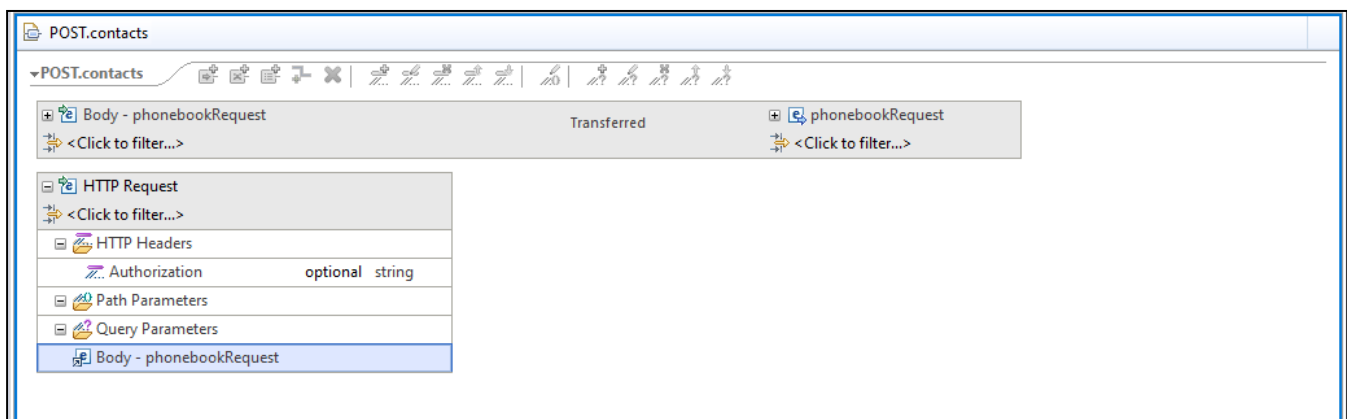 POST.contacts
POST.contacts
Body - phonebookRequest Transferred phonebookRequest
<Click to filter...> <Click to filter...>
HTTP Request
<Click to filter...>
HTTP Headers
Authorization optional string
Path Parameters
Query Parameters
Body - phonebookRequest